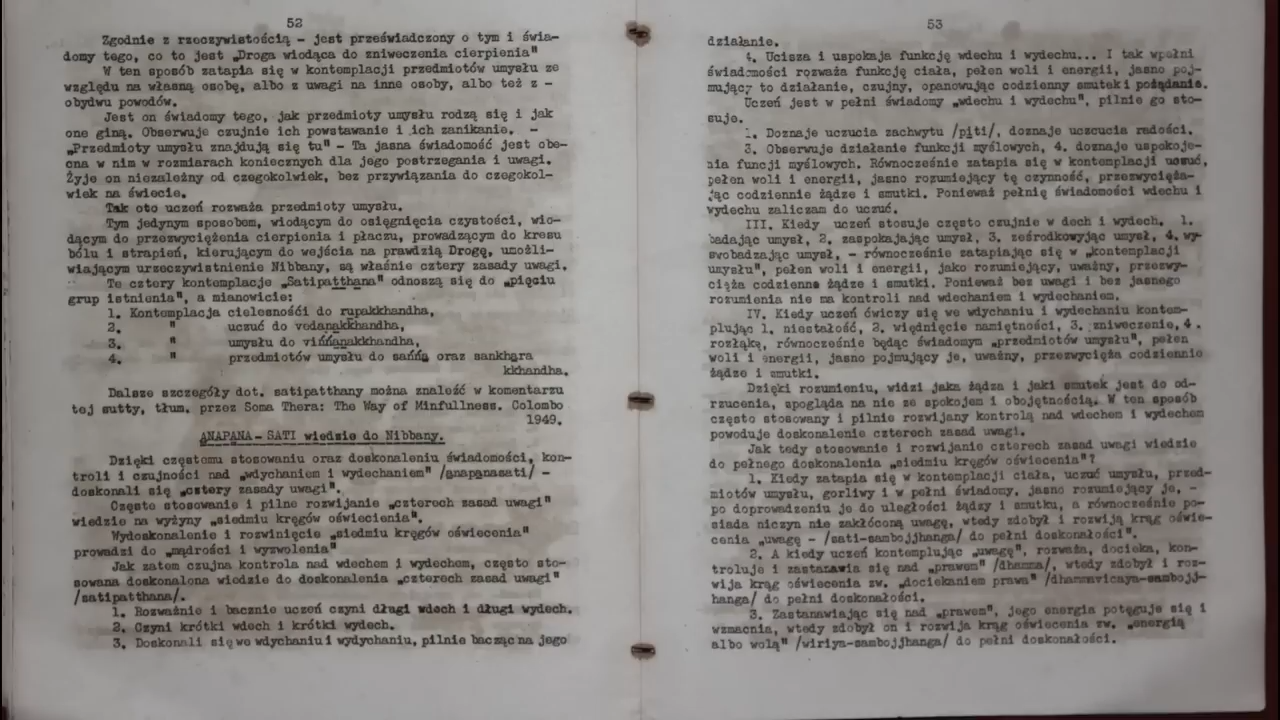 52
Zgodnie z rzeczywistością - jest przeświadczony o tym i świa-
domy tego, co to jest „Droga wiodąca do zniweczenia cierpienia"
W ten sposób zatapia się w kontemplacji przedmiotów umysłu ze
względu na własną osobę, albo z uwagi na inne osoby, albo też z -
obydwu powodów.
Jest on świadomy tego, jak przedmioty umysłu rodzą się i jak
one giną. Obserwuje czujnie ich powstawanie i ich zanikanie. -
„Przedmioty umysłu znajdują się tu" - Ta jasna świadomość jest obe-
cna w nim w rozmiarach koniecznych dla jego postrzegania i uwagi.
Żyje on niezależny od czegokolwiek, bez przywiązania do czegokol-
wiek na świecie.
Tak oto uczeń rozważa przedmioty umysłu.
Tym jedynym sposobem, wiodącym do osięgnięcia czystości, wio-
dącym do przezwyciężenia cierpienia i płaczu, prowadzącym do kresu
bólu i strapień, kierującym do wejścia na prawdzią Drogę, umożli-
wiającym urzeczywistnienie Nibbany, są właśnie cztery zasady uwagi.
Te cztery kontemplacje „Satipatthana" odnoszą się do „pięciu
grup istnienia", a mianowicie:
1. Kontemplacja cielesnośći do rupakkhandha,
2. " uczuć do vedanakkhandha,
3. " umysłu do viññanakkhandha,
4. " przedmiotów umysłu do sañña oraz sankhara
kkhandha.
Dalsze szczegóły dot. satipatthany można znaleźć w komentarzu
tej sutty, tłum. przez Soma Thera: The Way of Minfullness. Colombo
1949.
ANAPANA - SATI wiedzie do Nibbany.
Dzięki częstemu stosowaniu oraz doskonaleniu świadomości, kon-
troli i czujności nad „wdychaniem i wydechaniem" /anapanasati/ -
doskonali się „cztery zasady uwagi".
Często stosowanie i pilne rozwijanie „czterech zasad uwagi"
wiedzie na wyżyny „siedmiu kręgów oświecienia".
Wydoskonalenie i rozwinięcie „siedmiu kręgów oświecenia"
prowadzi do „mądrości i wyzwolenia"
Jak zatem czujna kontrola nad wdechem i wydechem, często sto-
sowana doskonalona wiedzie do doskonalenia „czterech zasad uwagi"
/satipatthana/.
1. Rozważnie i bacznie uczeń czyni długi wdech i długi wydech.
2. Czyni krótki wdech i krótki wydech.
3. Doskonali się we wdychaniu i wydychaniu, pilnie bacząc na jego
53
działanie.
4. Ucisza i uspokaja funkcję wdechu i wydechu... I tak wpełni
świadomości rozważa funkcję ciała, pełen woli i energii, jasno poj-
mujący to działanie, czujny, opanowując codzienny smutek i pożądanie.
Uczeń jest w pełni świadomy „wdechu i wydechu", pilnie go sto-
suje.
1. Doznaje uczucia zachwytu /piti/, doznaje uczcucia radości.
3. Obserwuje działanie funkcji myślowych, 4. doznaje uspokoje-
nia funcji myślowych. Równocześnie zatapia się w kontemplacji uczuć,
pełen woli i energii, jasno rozumiejący tę czynność, przezwycięża-
jąc codziennie żądze i smutki. Ponieważ pełnię świadomości wdechu i
wydechu zaliczam do uczuć.
III. Kiedy uczeń stosuje często czujnie w dech i wydech. 1.
badając umysł, 2. zaspokajając umysł, 3. ześrodkowyjąc umysł, 4. wy-
swobadzając umysł, - równocześnie zatapiając się w „kontemplacji
umysłu", pełen woli i energii, jako rozumiejący, uważny, przezwy-
cięża codzienne żądze i smutki. Ponieważ bez uwagi i bez jasnego
rozumienia nie ma kontroli nad wdechaniem i wydechaniem.
IV. Kiedy uczeń ćwiczy się we wdychaniu i wydychaniu kontem-
plując 1. niestałość, 2. więdnięcie namiętności, 3. zniweczenie, 4.
rozłąkę, równocześnie będąc świadomym „przedmiotów umysłu", pełen
woli i energii, jasno pojmujący je, uważny, przezwycięża codziennie
żądze i smutki.
Dzięki rozumieniu, widzi jaka żądza i jaki smutek jest do od-
rzucenia, spogląda na nie ze spokojem i obojętnością. W ten sposób
często stosowany i pilnie rozwijany kontrolą nad wdechem i wydechem
powoduje doskonalenie czterech zasad uwagi.
Jak tedy stosowanie i rozwijanie czterech zasad uwagi wiedzie
do pełnego doskonalenia „siedmiu kręgów oświecenia"?
1. Kiedy zatapia się w kontemplacji ciała, uczuć umysłu, przed-
miotów umysłu, gorliwy i w pełni świadomy, jasno rozumiejący je, -
po doprowadzeniu je do uległości żądzy i smutku, a równocześnie po-
siada niczyn nie zakłóconą uwagę, wtedy zdobył i rozwiją krąg oświe-
cenia „uwagę - /sati-sambojjhanga/ do pełni doskonałości".
2. A kiedy uczeń kontemplując „uwagę", rozważa, docieka, kon-
troluje i zastanawia się nad „prawem" /dhamma/, wtedy zdobył i roz-
wija krąg oświecenia zw. „dociekaniem prawa" /dhammavicaya-sambojj-
hanga/ do pełni doskonałości.
3. Zastanawiając się nad „prawem", jego energia potęguje się i
wzmacnia, wtedy zdobył on i rozwija krąg oświecenia zw. „energią
albo wolą" /wiriya-sambojjhanga/ do pełni doskonałości.